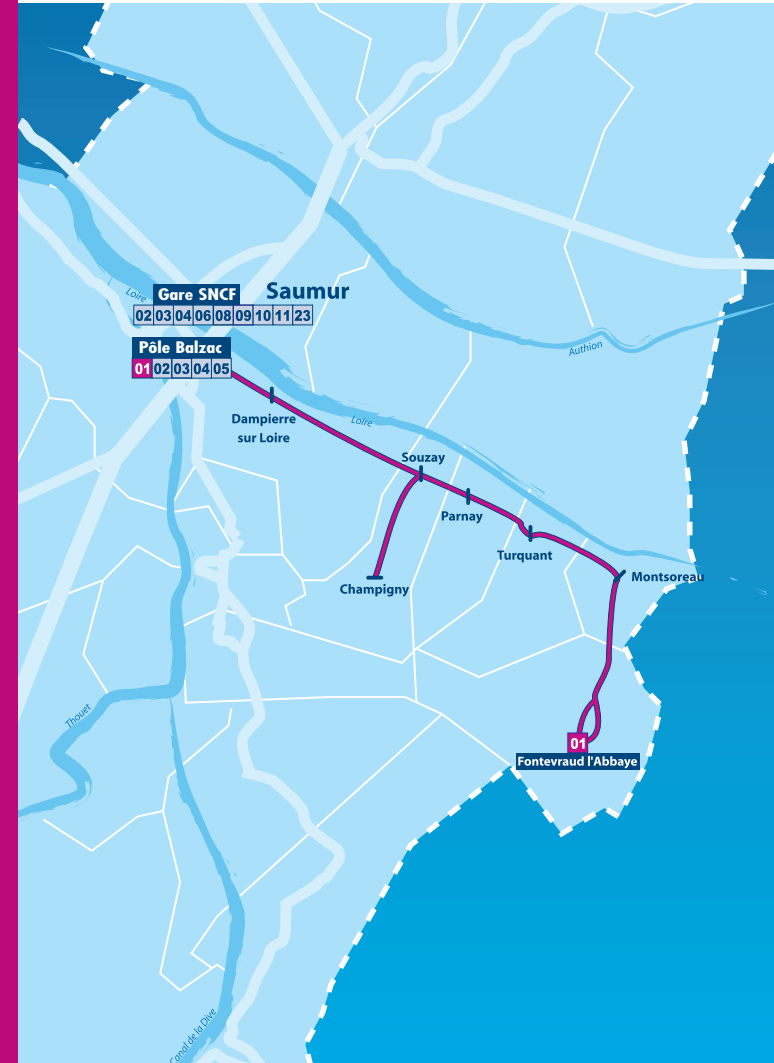 Loire
Gare SNCF
Saumur
02 03 04 06 08 09 10 11 23
Pôle Balzac
01 02 03 04 05
Authion
Dampierre
sur Loire
Loire
Souzay
Parnay
Turquant
Champigny
Montsoreau
Thouet
01
Fontevraud l'Abbaye
Canal de la Dive